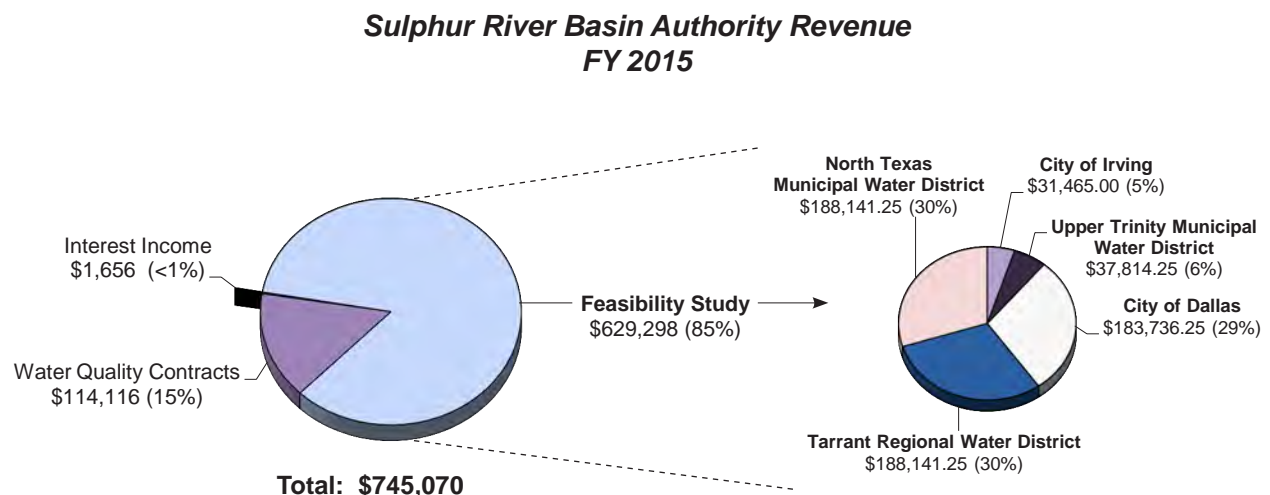 Sulphur River Basin Authority Revenue
FY 2015
Interest Income
$1,656 (<1%)
Water Quality Contracts
$114,116 (15%)
Feasibility Study
$629,298 (85%)
Total: $745,070
North Texas
Municipal Water District
$188,141.25 (30%)
City of Irving
$31,465.00 (5%)
Upper Trinity Municipal
Water District
$37,814.25 (6%)
City of Dallas
$183,736.25 (29%)
Tarrant Regional Water District
$188,141.25 (30%)